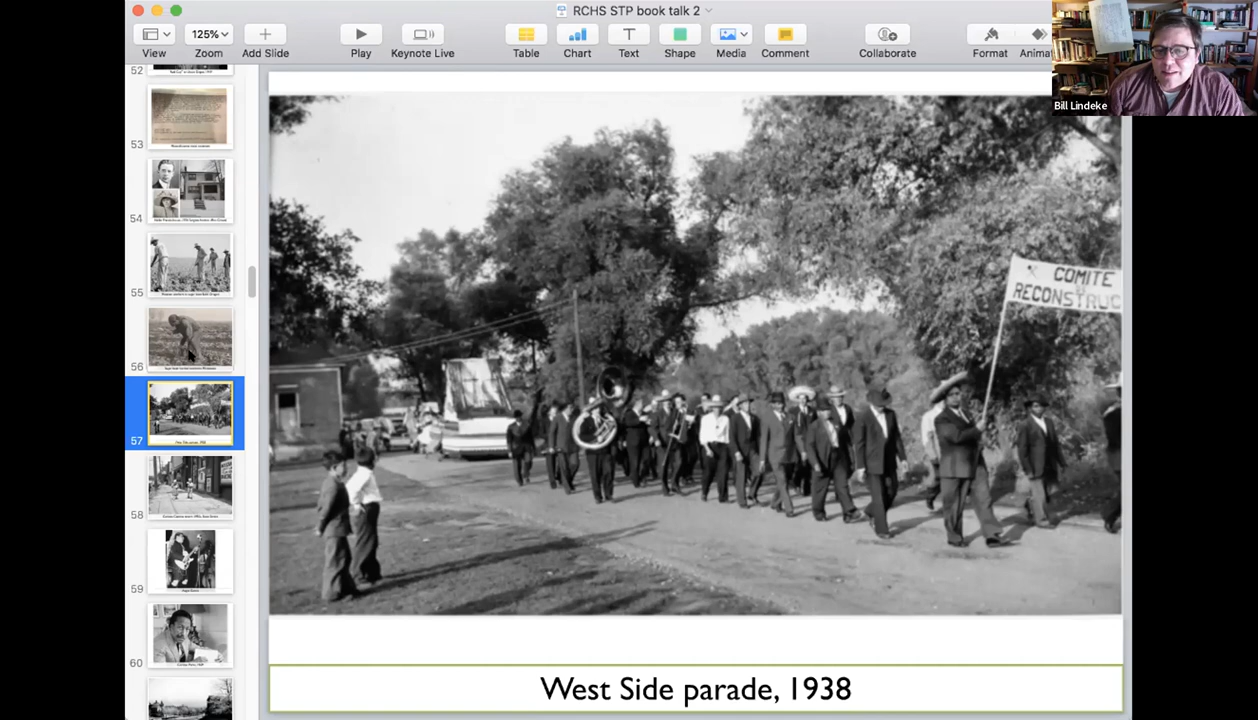 RCHS STP book talk 2
125%
View
Zoom
Add Slide
Play
Keynote Live
Table
Chart
Text
Shape
Media
Comment
Collaborate
Format
Animat
Bill Lindeke
52
53
54
55
56
57
58
59
60
COMITE
RECONSTRUC
West Side parade, 1938